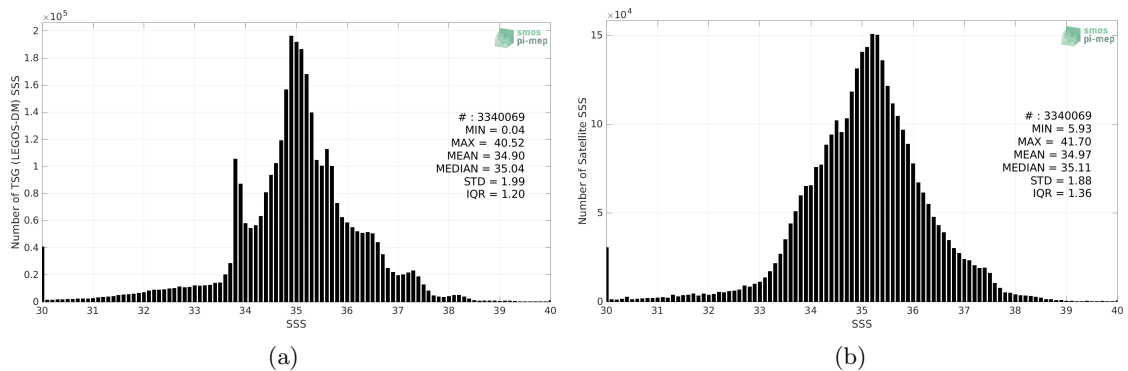 ×10⁵
2
1.8
1.6
1.4
1.2
1
0.8
0.6
0.4
0.2
0
Number of TSG (LEGOS-DM) SSS
30 31 32 33 34 35 36 37 38 39 40
SSS
smos
pi-mep
# : 3340069
MIN = 0.04
MAX = 40.52
MEAN = 34.90
MEDIAN = 35.04
STD = 1.99
IQR = 1.20
(a)
×10⁴
15
10
5
0
Number of Satellite SSS
30 31 32 33 34 35 36 37 38 39 40
SSS
smos
pi-mep
# : 3340069
MIN = 5.93
MAX = 41.70
MEAN = 34.97
MEDIAN = 35.11
STD = 1.88
IQR = 1.36
(b)